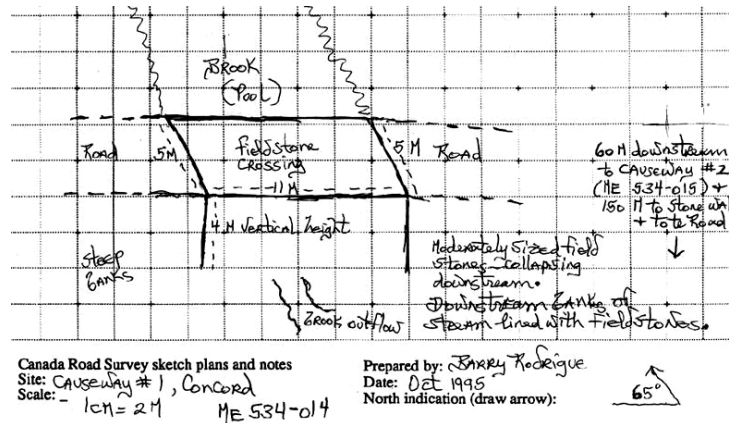 BROOK
(Pool)
ROAD
.5M
fieldstone
CROSSING
11 M
5 M
ROAD
60 M downstream
to CAUSEWAY #2
(ME 534-015) +
150 M to Stone WA
+ tote Road
4 M vertical height
Steep
BANKS
Moderately sized field
stones - collapsing
downstream.
Downstream BANKS of
stream lined with fieldstones.
Brook outflow
Canada Road Survey sketch plans and notes
Site: CAUSEWAY #1, CONCORD
Scale: -
1CM = 2M ME 534-014
Prepared by: BARRY RODRIGUE
Date: Oct 1995
North indication (draw arrow):
65°